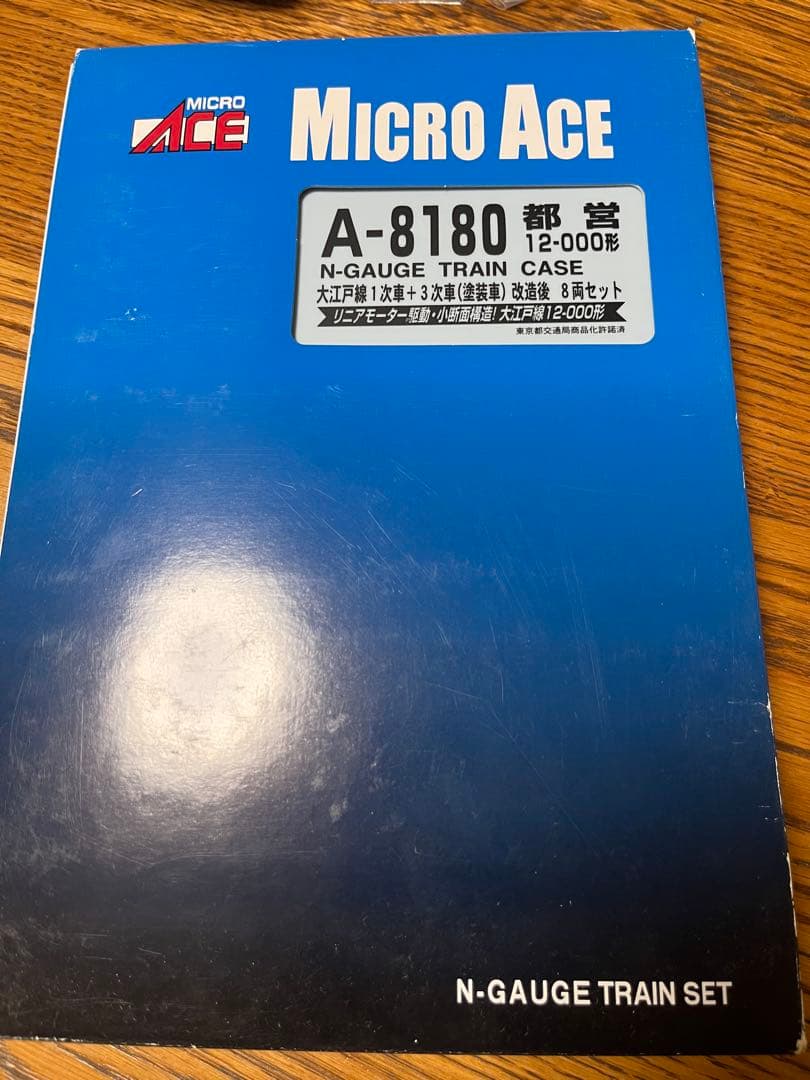 MICRO
ACE
MICRO ACE
A-8180 都営
12-000形
N-GAUGE TRAIN CASE
大江戸線1次車+3次車(塗装車) 改造後 8両セット
リニアモーター駆動・小断面構造!大江戸線12-000形
東京都交通局商品化許諾済
N-GAUGE TRAIN SET